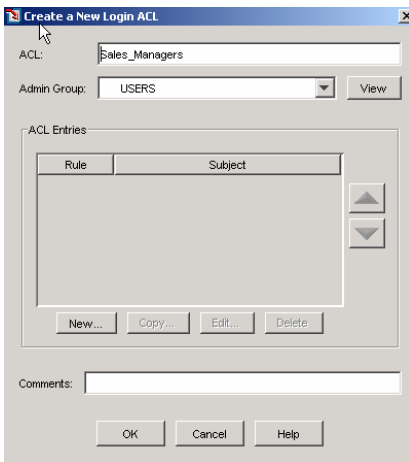 Create a New Login ACL
ACL: Sales_Managers
Admin Group: USERS View
ACL Entries
Rule Subject
New... Copy... Edit... Delete
Comments:
OK Cancel Help